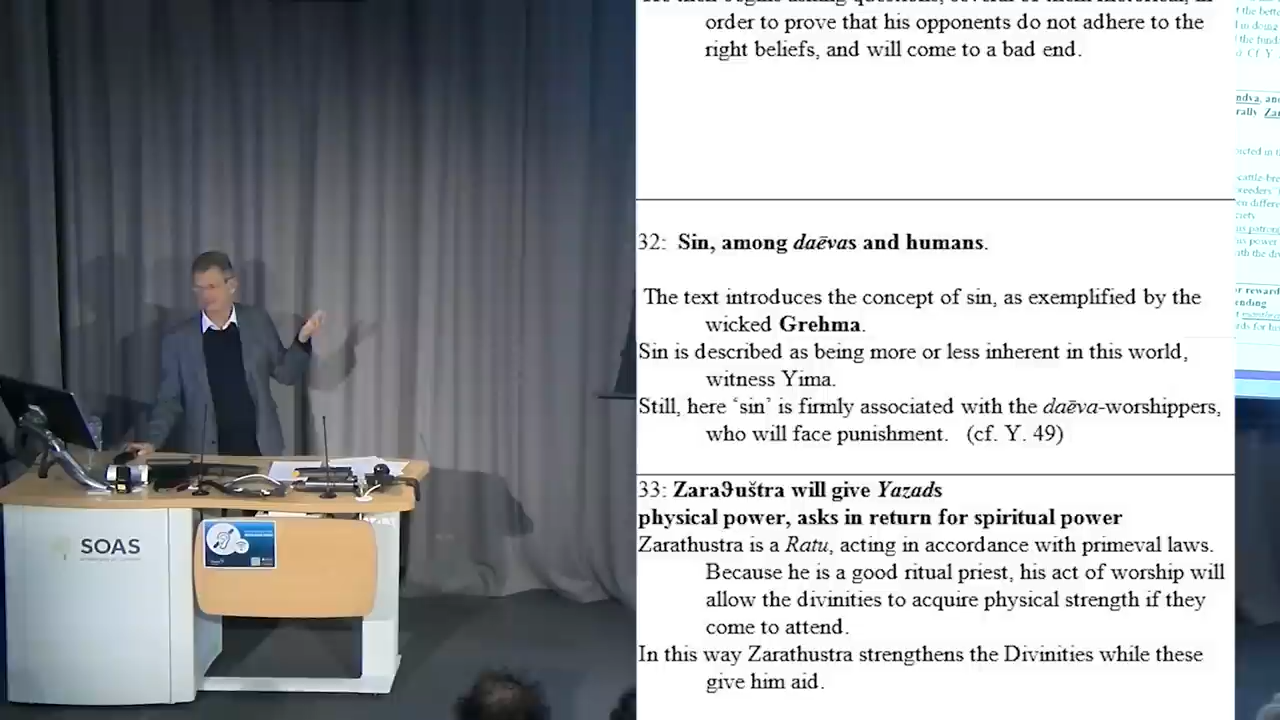 order to prove that his opponents do not adhere to the
right beliefs, and will come to a bad end.
32: Sin, among daēvas and humans.
The text introduces the concept of sin, as exemplified by the
wicked Grehma.
Sin is described as being more or less inherent in this world,
witness Yima.
Still, here ‘sin’ is firmly associated with the daēva-worshippers,
who will face punishment. (cf. Y. 49)
33: Zaraϑuštra will give Yazads
physical power, asks in return for spiritual power
Zarathustra is a Ratu, acting in accordance with primeval laws.
Because he is a good ritual priest, his act of worship will
allow the divinities to acquire physical strength if they
come to attend.
In this way Zarathustra strengthens the Divinities while these
give him aid.
SOAS